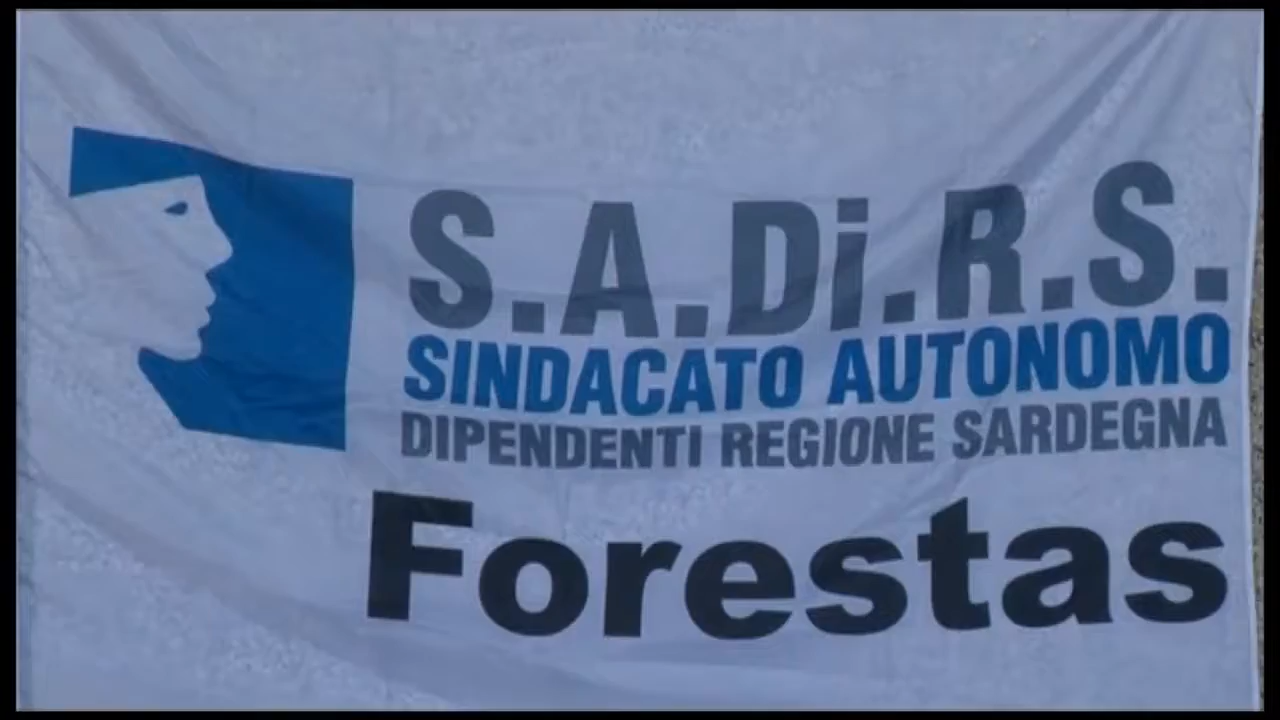 S.A.Di.R.S.
SINDACATO AUTONOMO
DIPENDENTI REGIONE SARDEGNA
Forestas